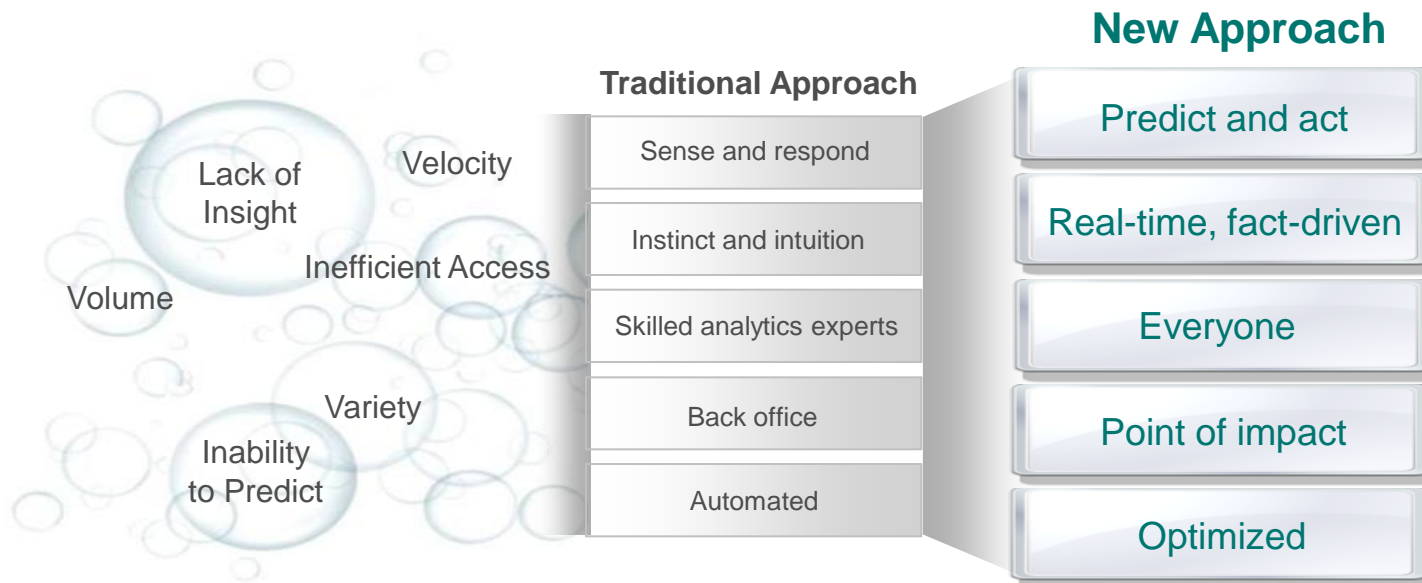 New Approach
Traditional Approach
Lack of
Insight
Velocity
Inefficient Access
Volume
Variety
Inability
to Predict
Sense and respond
Instinct and intuition
Skilled analytics experts
Back office
Automated
Predict and act
Real-time, fact-driven
Everyone
Point of impact
Optimized